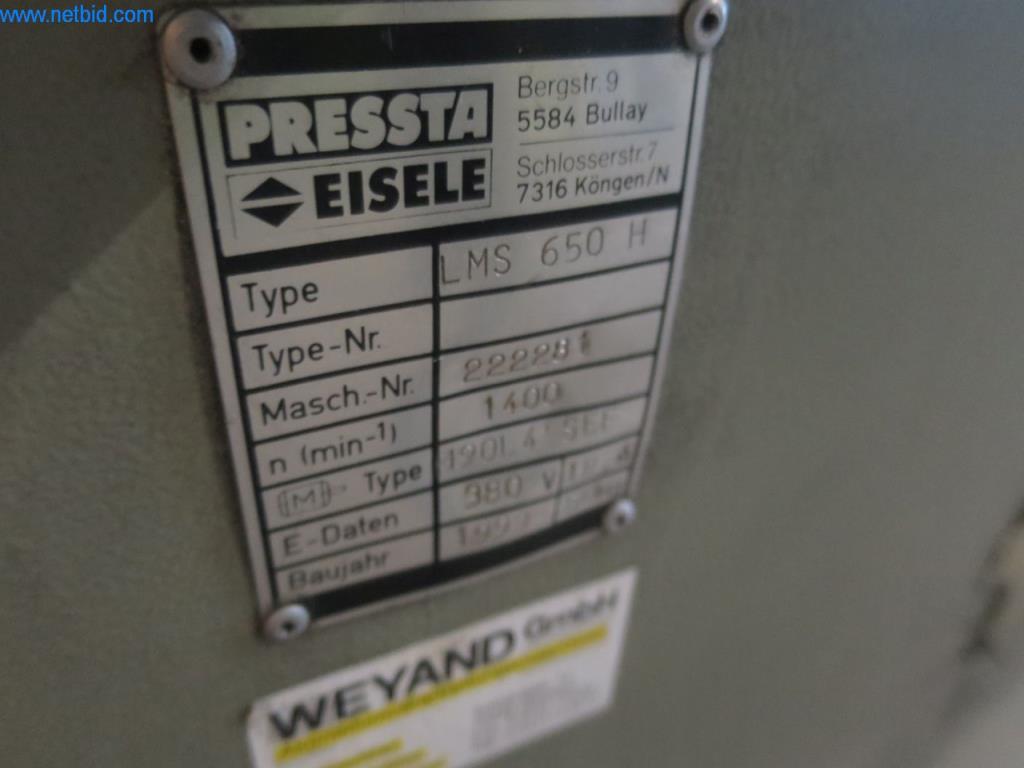 www.netbid.com
PRESSTA
EISELE
Bergstr. 9
5584 Bullay
Schlosserstr. 7
7316 Köngen/N
Type LMS 650 H
Type-Nr.
Masch.-Nr. 222281
n (min-1) 1400
M Type
E-Daten 380 V
Baujahr
WEYAND GmbH